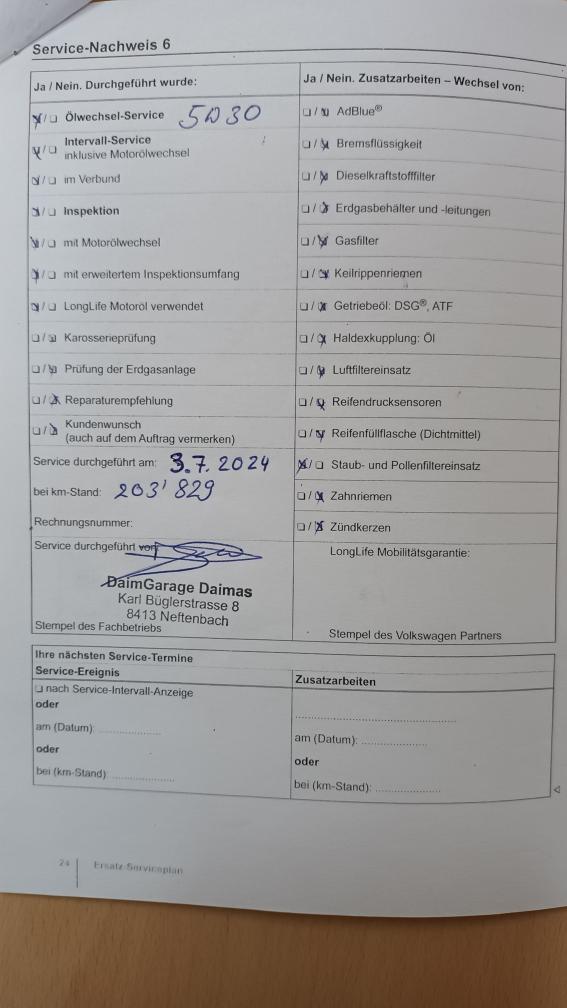 Service-Nachweis 6
Ja / Nein. Durchgeführt wurde:
Ölwechsel-Service 5W30
Intervall-Service
inklusive Motorölwechsel
im Verbund
Inspektion
mit Motorölwechsel
mit erweitertem Inspektionsumfang
LongLife Motoröl verwendet
Karosserieprüfung
Prüfung der Erdgasanlage
Reparaturempfehlung
Kundenwunsch
(auch auf dem Auftrag vermerken)
Service durchgeführt am: 3.7.2024
bei km-Stand: 203'829
Rechnungsnummer:
Service durchgeführt von:
DaimGarage Daimas
Karl Büglerstrasse 8
8413 Neftenbach
Stempel des Fachbetriebs
Ja / Nein. Zusatzarbeiten – Wechsel von:
AdBlue®
Bremsflüssigkeit
Dieselkraftstofffilter
Erdgasbehälter und -leitungen
Gasfilter
Keilrippenriemen
Getriebeöl: DSG®, ATF
Haldexkupplung: Öl
Luftfiltereinsatz
Reifendrucksensoren
Reifenfüllflasche (Dichtmittel)
Staub- und Pollenfiltereinsatz
Zahnriemen
Zündkerzen
LongLife Mobilitätsgarantie:
Stempel des Volkswagen Partners
Ihre nächsten Service-Termine
Service-Ereignis
nach Service-Intervall-Anzeige
oder
am (Datum):
oder
bei (km-Stand):
Zusatzarbeiten
am (Datum):
oder
bei (km-Stand):
24 Ersatz-Serviceplan